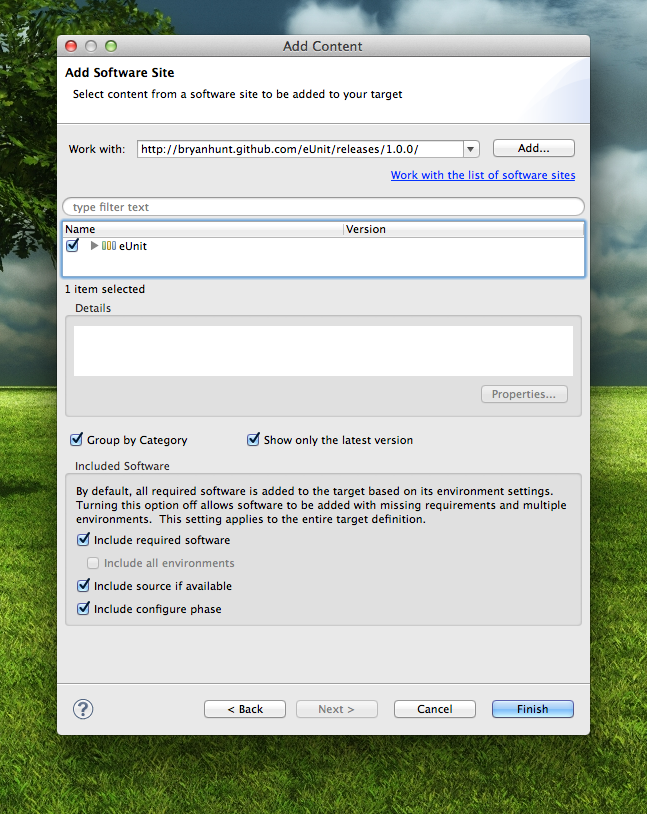 Add Content
Add Software Site
Select content from a software site to be added to your target
Work with: http://bryanhunt.github.com/eUnit/releases/1.0.0/ Add...
Work with the list of software sites
type filter text
Name Version
eUnit
1 item selected
Details
Properties...
Group by Category Show only the latest version
Included Software
By default, all required software is added to the target based on its environment settings.
Turning this option off allows software to be added with missing requirements and multiple
environments. This setting applies to the entire target definition.
Include required software
Include all environments
Include source if available
Include configure phase
? < Back Next > Cancel Finish